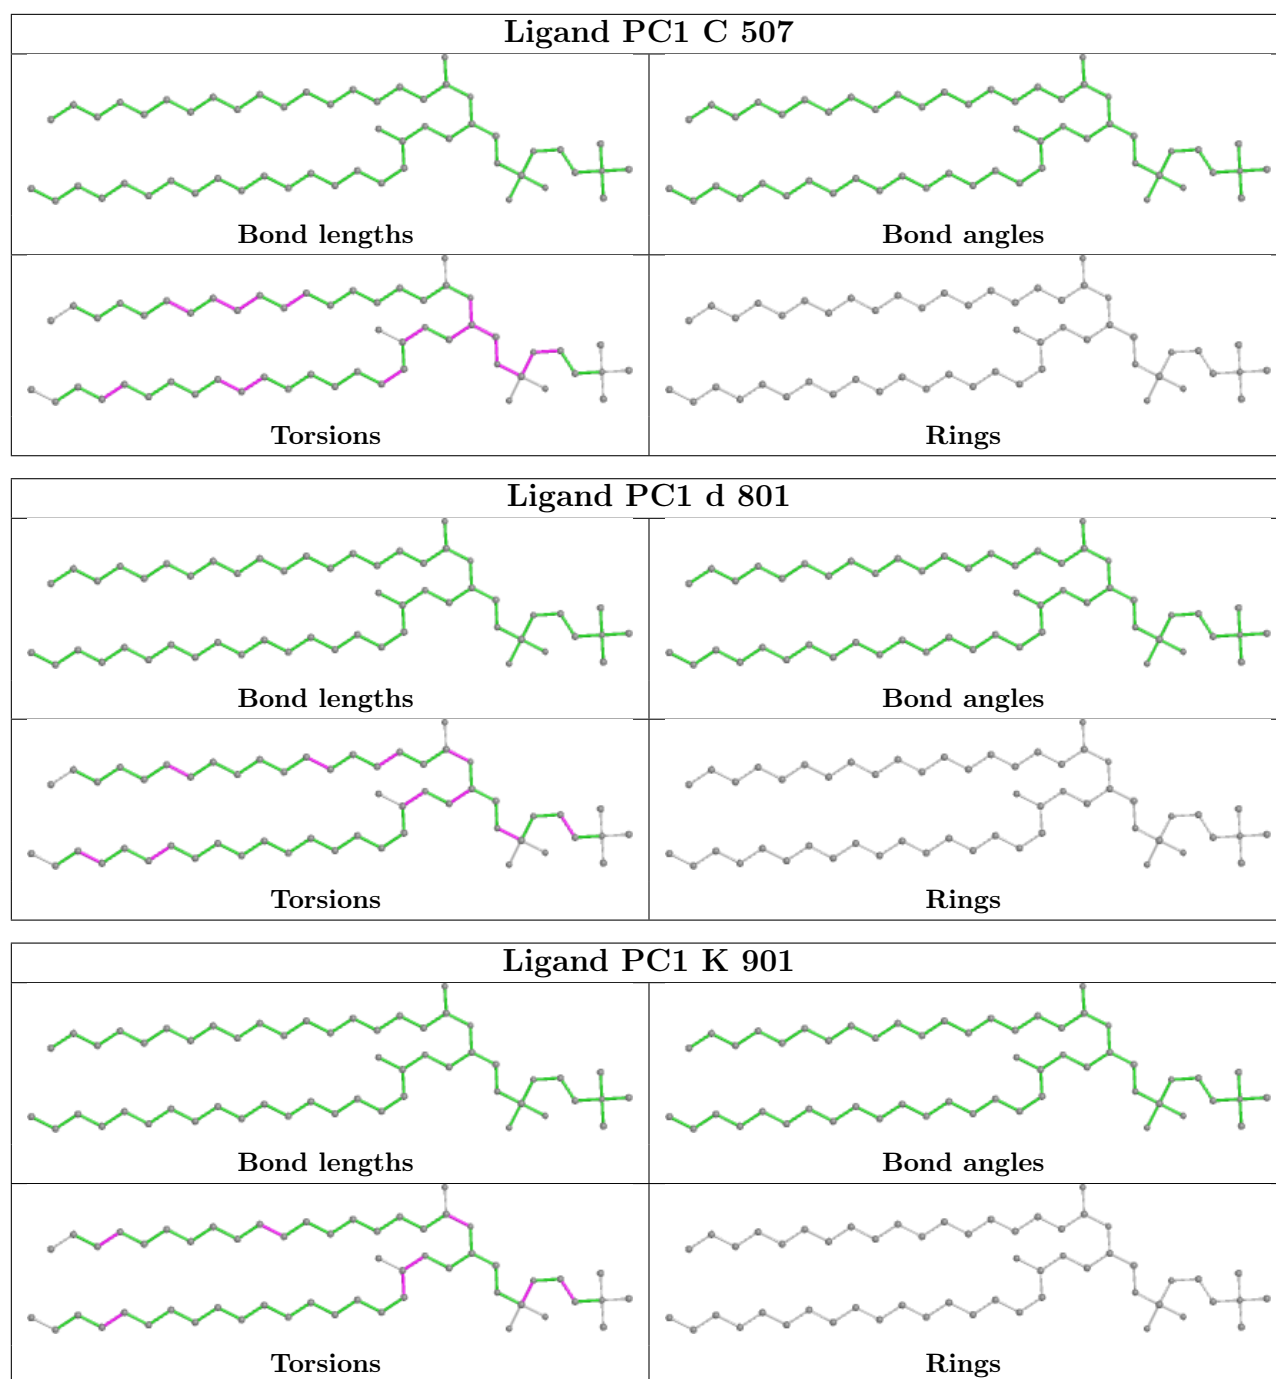 Ligand PC1 C 507
Bond lengths
Bond angles
Torsions
Rings
Ligand PC1 d 801
Bond lengths
Bond angles
Torsions
Rings
Ligand PC1 K 901
Bond lengths
Bond angles
Torsions
Rings